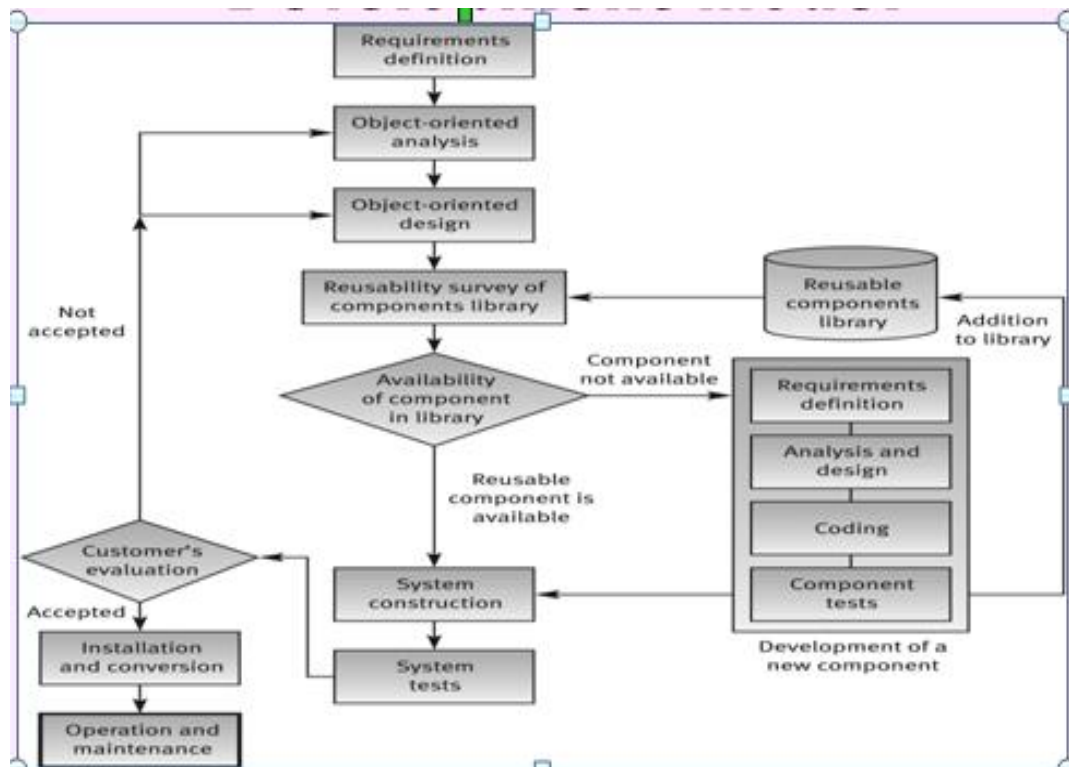 Requirements
definition
Object-oriented
analysis
Object-oriented
design
Reusability survey of
components library
Reusable
components
library
Addition
to library
Not
accepted
Availability
of component
in library
Component
not available
Requirements
definition
Analysis and
design
Coding
Component
tests
Development of a
new component
Reusable
component is
available
System
construction
System
tests
Customer's
evaluation
Accepted
Installation
and conversion
Operation and
maintenance